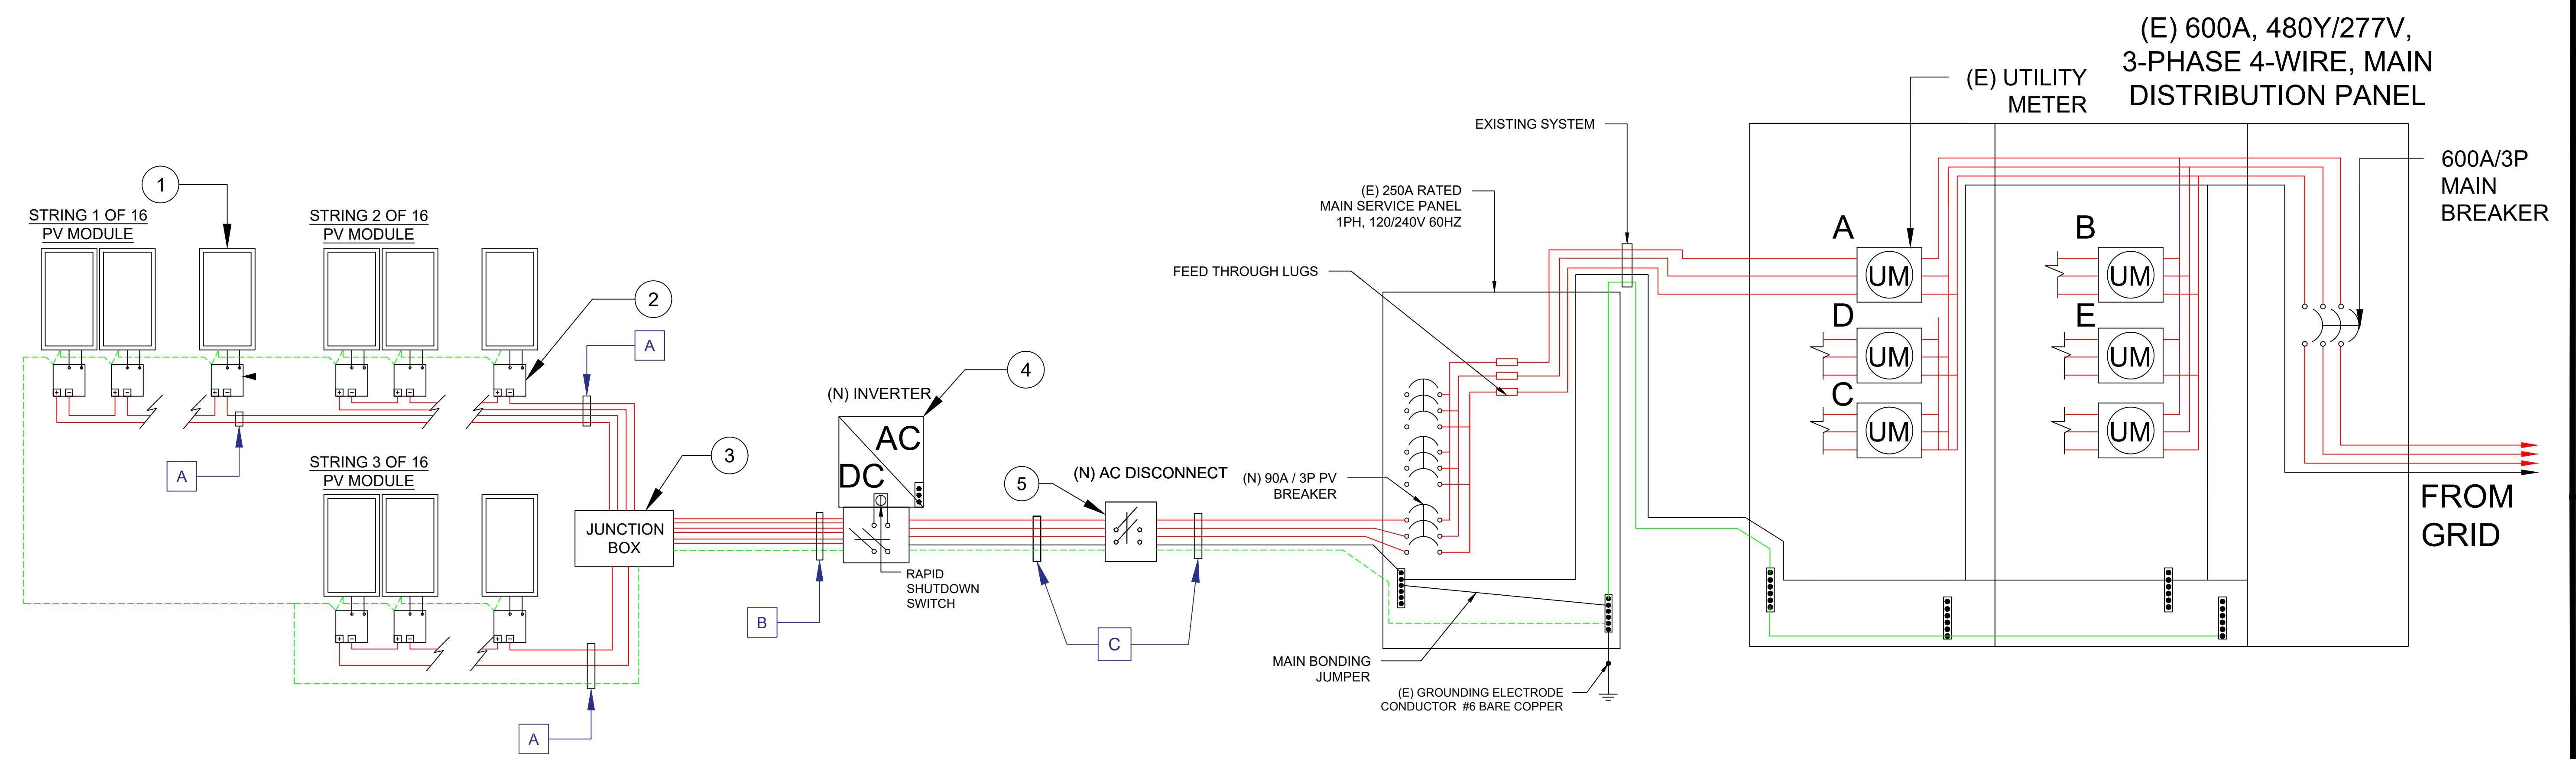 (E) 600A, 480Y/277V,
3-PHASE 4-WIRE, MAIN
DISTRIBUTION PANEL
(E) UTILITY
METER
600A/3P
MAIN
BREAKER
EXISTING SYSTEM
(E) 250A RATED
MAIN SERVICE PANEL
1PH, 120/240V 60HZ
FEED THROUGH LUGS
1
STRING 1 OF 16
PV MODULE
STRING 2 OF 16
PV MODULE
2
A
A
STRING 3 OF 16
PV MODULE
3
JUNCTION
BOX
A
(N) INVERTER
4
AC
DC
RAPID
SHUTDOWN
SWITCH
B
5
(N) AC DISCONNECT
C
(N) 90A / 3P PV
BREAKER
MAIN BONDING
JUMPER
(E) GROUNDING ELECTRODE
CONDUCTOR #6 BARE COPPER
A
UM
B
UM
D
UM
E
UM
C
UM
UM
FROM
GRID